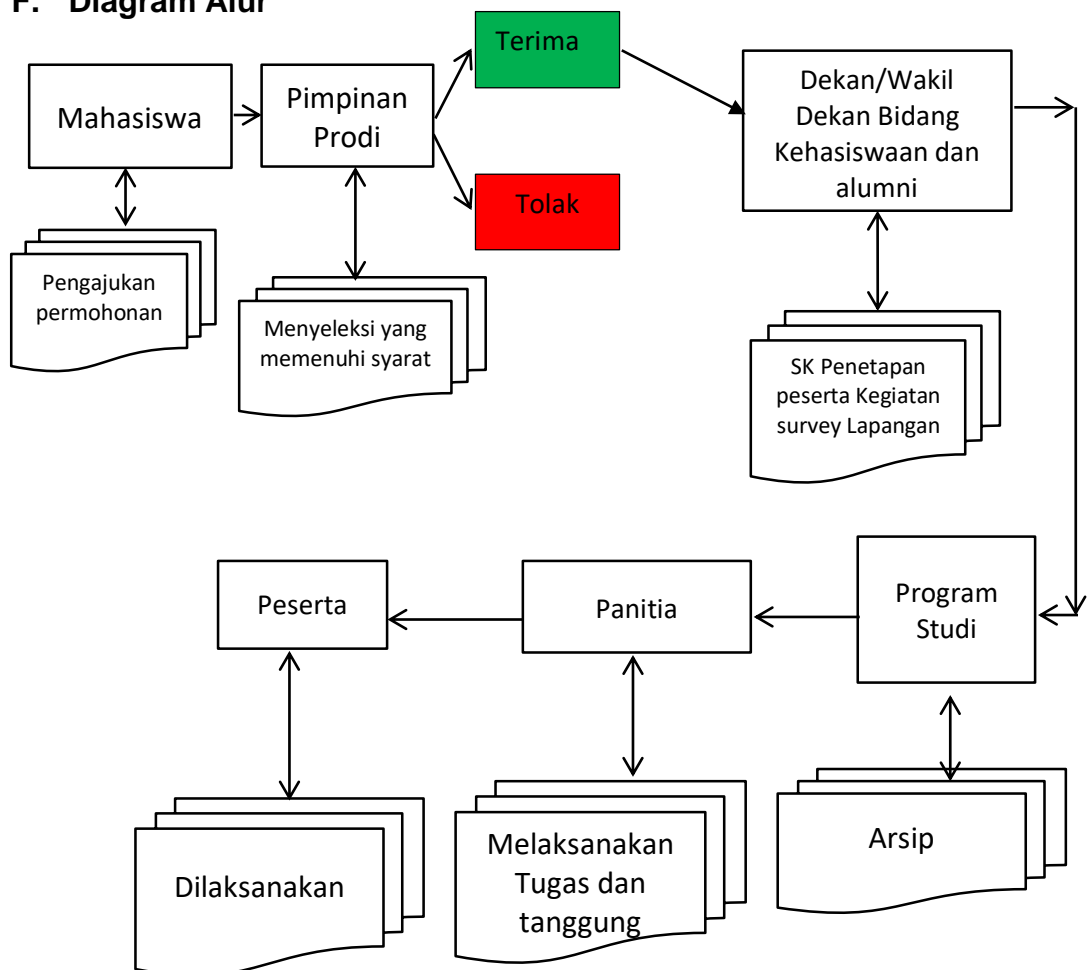 F. Diagram Alur
Terima
Mahasiswa
Pimpinan
Prodi
Dekan/Wakil
Dekan Bidang
Kehasiswaan dan
alumni
Tolak
Pengajukan
permohonan
Menyeleksi yang
memenuhi syarat
SK Penetapan
peserta Kegiatan
survey Lapangan
Peserta
Panitia
Program
Studi
Dilaksanakan
Melaksanakan
Tugas dan
tanggung
Arsip